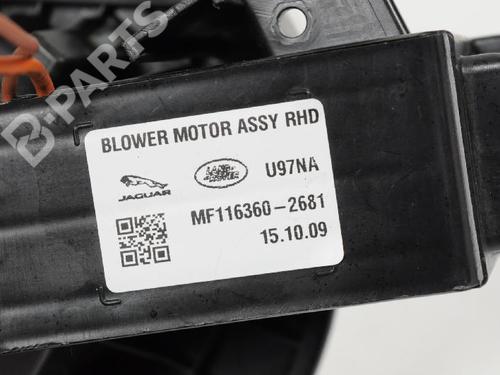 B-PARTS
BLOWER MOTOR ASSY RHD
JAGUAR
LAND ROVER
U97NA
MF116360-2681
15.10.09